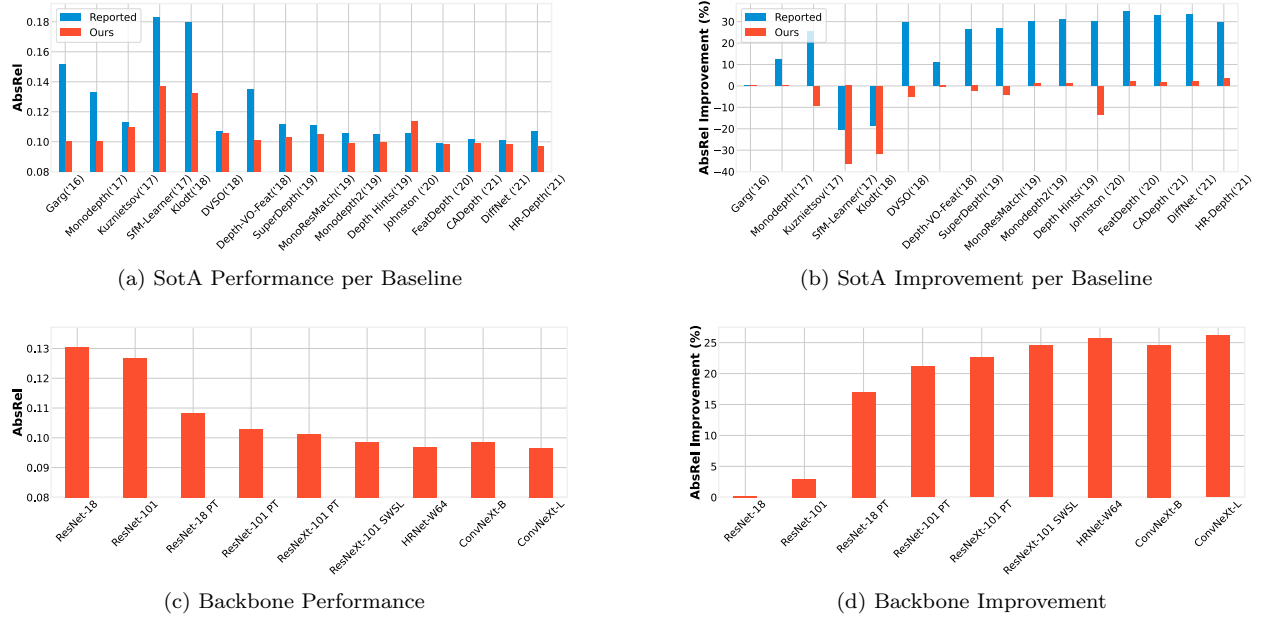 Reported
Ours
AbsRel
0.18
0.16
0.14
0.12
0.10
0.08
Garg('16)
Monodepth('17)
Kuznietsov('17)
SfM-Learner('17)
Klodt('18)
DVSO('18)
Depth-VO-Feat('18)
SuperDepth('19)
MonoResMatch('19)
Monodepth2('19)
Depth Hints('19)
Johnston ('20)
FeatDepth ('20)
CADepth ('21)
DiffNet ('21)
HR-Depth('21)
(a) SotA Performance per Baseline
Reported
Ours
AbsRel Improvement (%)
30
20
10
0
−10
−20
−30
−40
Garg('16)
Monodepth('17)
Kuznietsov('17)
SfM-Learner('17)
Klodt('18)
DVSO('18)
Depth-VO-Feat('18)
SuperDepth('19)
MonoResMatch('19)
Monodepth2('19)
Depth Hints('19)
Johnston ('20)
FeatDepth ('20)
CADepth ('21)
DiffNet ('21)
HR-Depth('21)
(b) SotA Improvement per Baseline
AbsRel
0.13
0.12
0.11
0.10
0.09
0.08
ResNet-18
ResNet-101
ResNet-18 PT
ResNet-101 PT
ResNeXt-101 PT
ResNeXt-101 SWSL
HRNet-W64
ConvNeXt-B
ConvNeXt-L
(c) Backbone Performance
AbsRel Improvement (%)
25
20
15
10
5
0
ResNet-18
ResNet-101
ResNet-18 PT
ResNet-101 PT
ResNeXt-101 PT
ResNeXt-101 SWSL
HRNet-W64
ConvNeXt-B
ConvNeXt-L
(d) Backbone Improvement